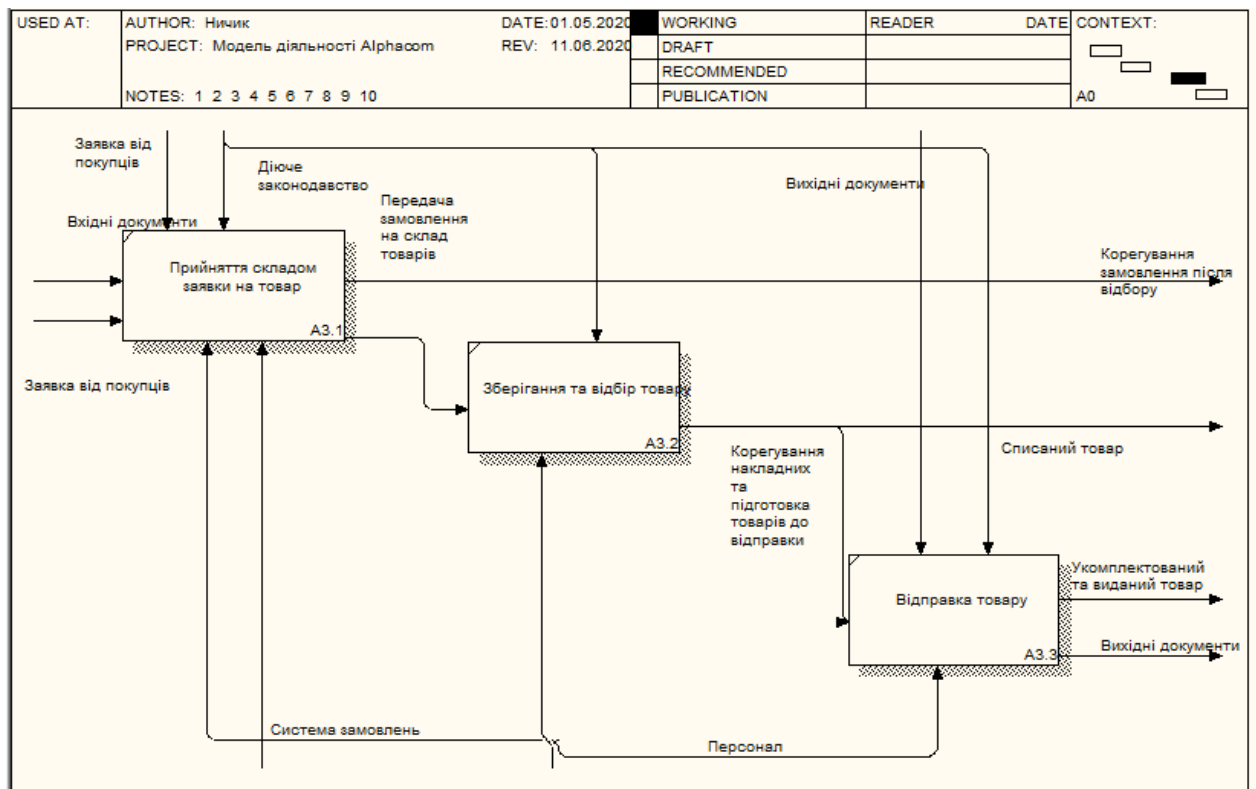 USED AT:
AUTHOR: Ничик
DATE: 01.05.2020
WORKING
READER
DATE
CONTEXT:
PROJECT: Модель діяльності Alphacom
REV: 11.06.2020
DRAFT
RECOMMENDED
NOTES: 1 2 3 4 5 6 7 8 9 10
PUBLICATION
A0
Заявка від
покупців
Діюче
законодавство
Вихідні документи
Передача
замовлення
на склад
товарів
Вхідні документи
Прийняття складом
заявки на товар
А3.1
Корегування
замовлення після
відбору
Заявка від покупців
Зберігання та відбір товару
А3.2
Корегування
накладних
та
підготовка
товарів до
відправки
Списаний товар
Укомплектований
та виданий товар
Відправка товару
А3.3
Вихідні документи
Система замовлень
Персонал